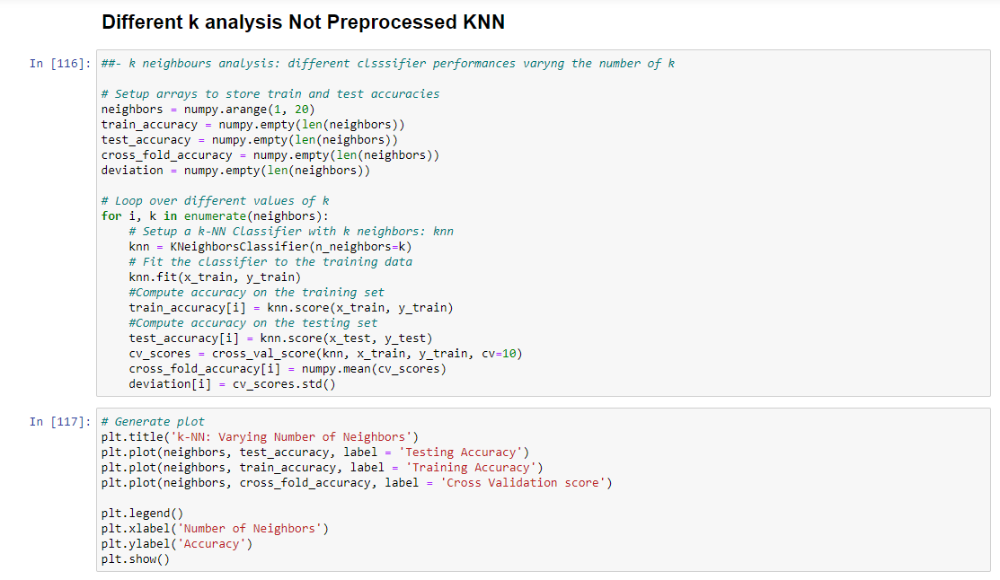 Different k analysis Not Preprocessed KNN
In [116]: ##- k neighbours analysis: different clsssifier performances varyng the number of k
# Setup arrays to store train and test accuracies
neighbors = numpy.arange(1, 20)
train_accuracy = numpy.empty(len(neighbors))
test_accuracy = numpy.empty(len(neighbors))
cross_fold_accuracy = numpy.empty(len(neighbors))
deviation = numpy.empty(len(neighbors))
# Loop over different values of k
for i, k in enumerate(neighbors):
    # Setup a k-NN Classifier with k neighbors: knn
    knn = KNeighborsClassifier(n_neighbors=k)
    # Fit the classifier to the training data
    knn.fit(x_train, y_train)
    #Compute accuracy on the training set
    train_accuracy[i] = knn.score(x_train, y_train)
    #Compute accuracy on the testing set
    test_accuracy[i] = knn.score(x_test, y_test)
    cv_scores = cross_val_score(knn, x_train, y_train, cv=10)
    cross_fold_accuracy[i] = numpy.mean(cv_scores)
    deviation[i] = cv_scores.std()
In [117]: # Generate plot
plt.title('k-NN: Varying Number of Neighbors')
plt.plot(neighbors, test_accuracy, label = 'Testing Accuracy')
plt.plot(neighbors, train_accuracy, label = 'Training Accuracy')
plt.plot(neighbors, cross_fold_accuracy, label = 'Cross Validation score')
plt.legend()
plt.xlabel('Number of Neighbors')
plt.ylabel('Accuracy')
plt.show()